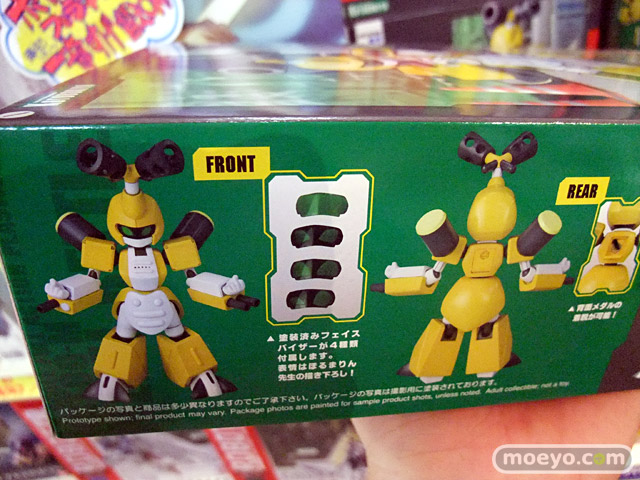 FRONT
REAR
▲ 塗装済みフェイス
バイザーが4種類
付属します。
表情はほるまりん
先生の描き下ろし!
▲ 背面メダルの
着脱が可能!
パッケージの写真と商品は多少異なりますのでご了承下さい。パッケージの写真は撮影用に塗装されております。
Prototype shown; final product may vary. Package photos are painted for sample product shots, unless noted. Adult collectible; not a toy.
moeyo.com